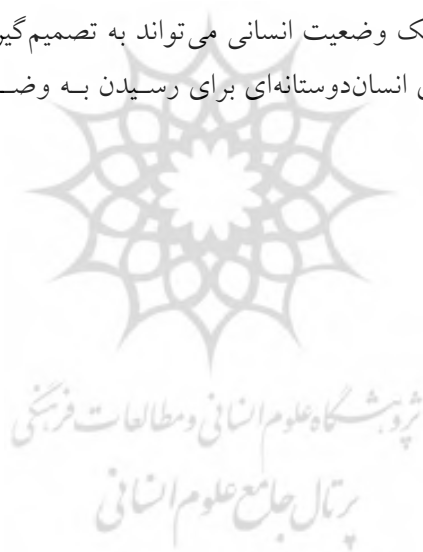 ک وضعیت انسانی می‌تواند به تصمیم‌گیر
انسان‌دوستانه‌ای برای رسیدن به وضـ
پژوهشگاه علوم انسانی و مطالعات فرهنگی
پرتال جامع علوم انسانی